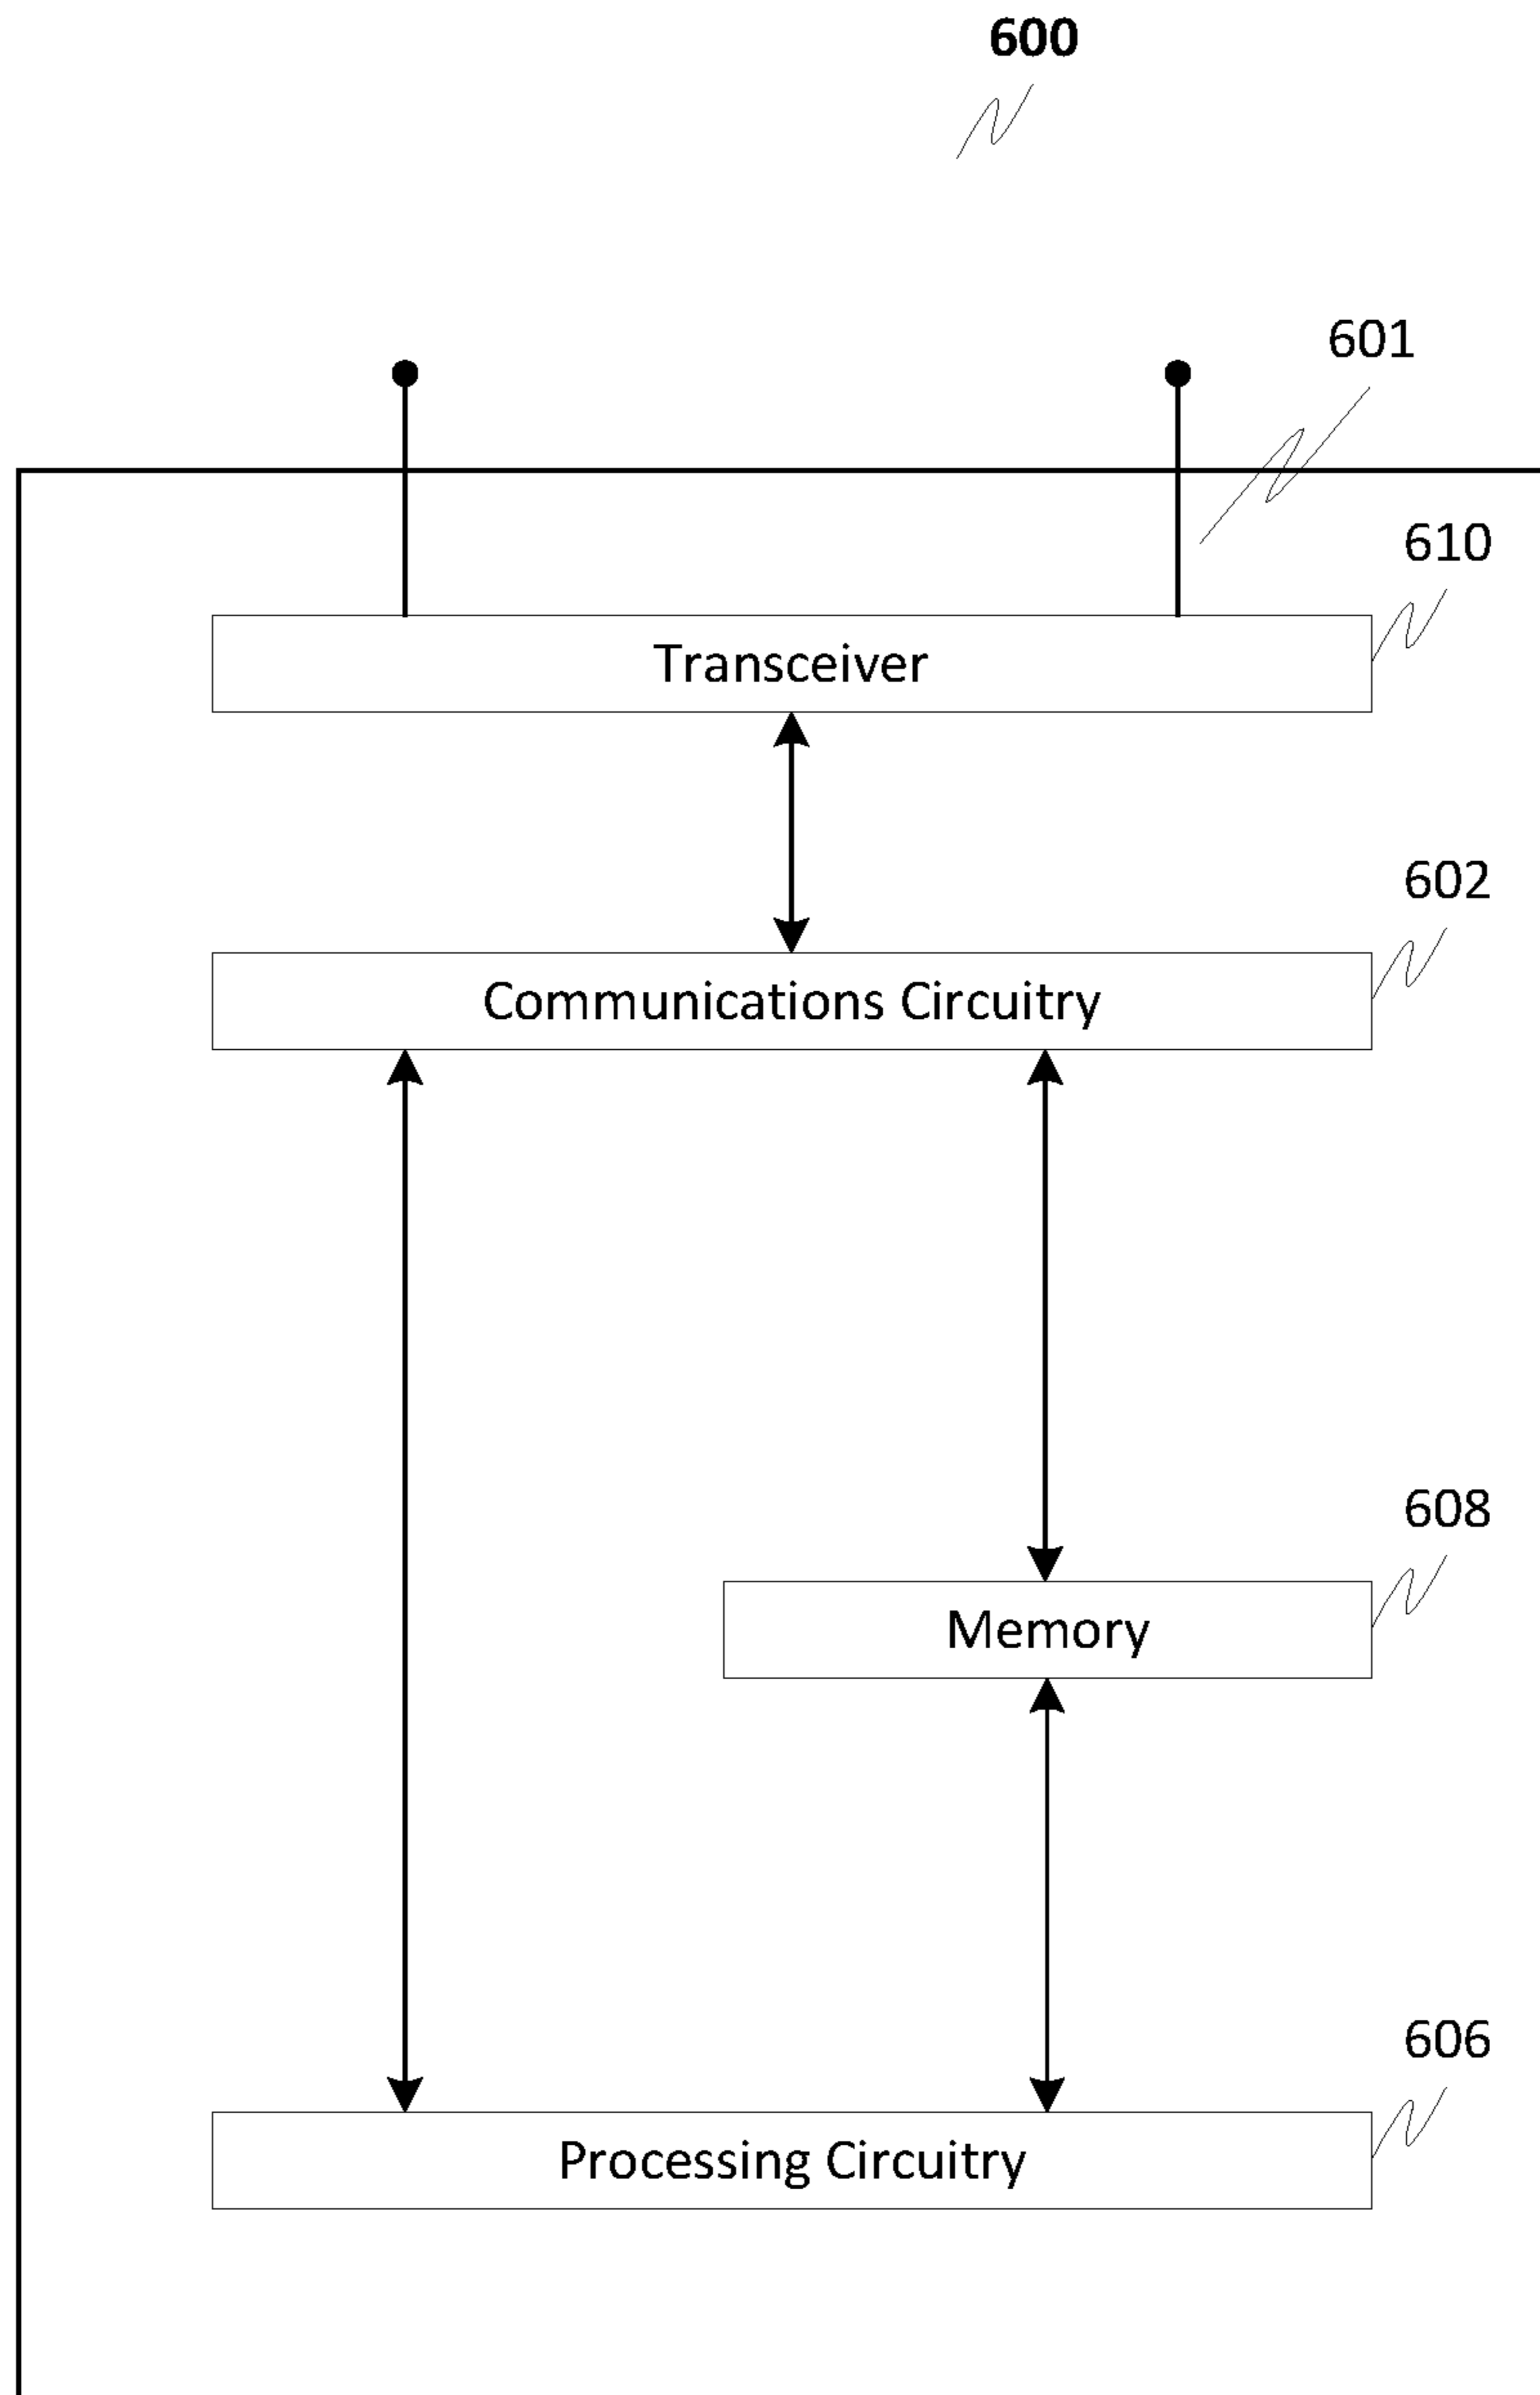 600
601
610
Transceiver
602
Communications Circuitry
608
Memory
606
Processing Circuitry